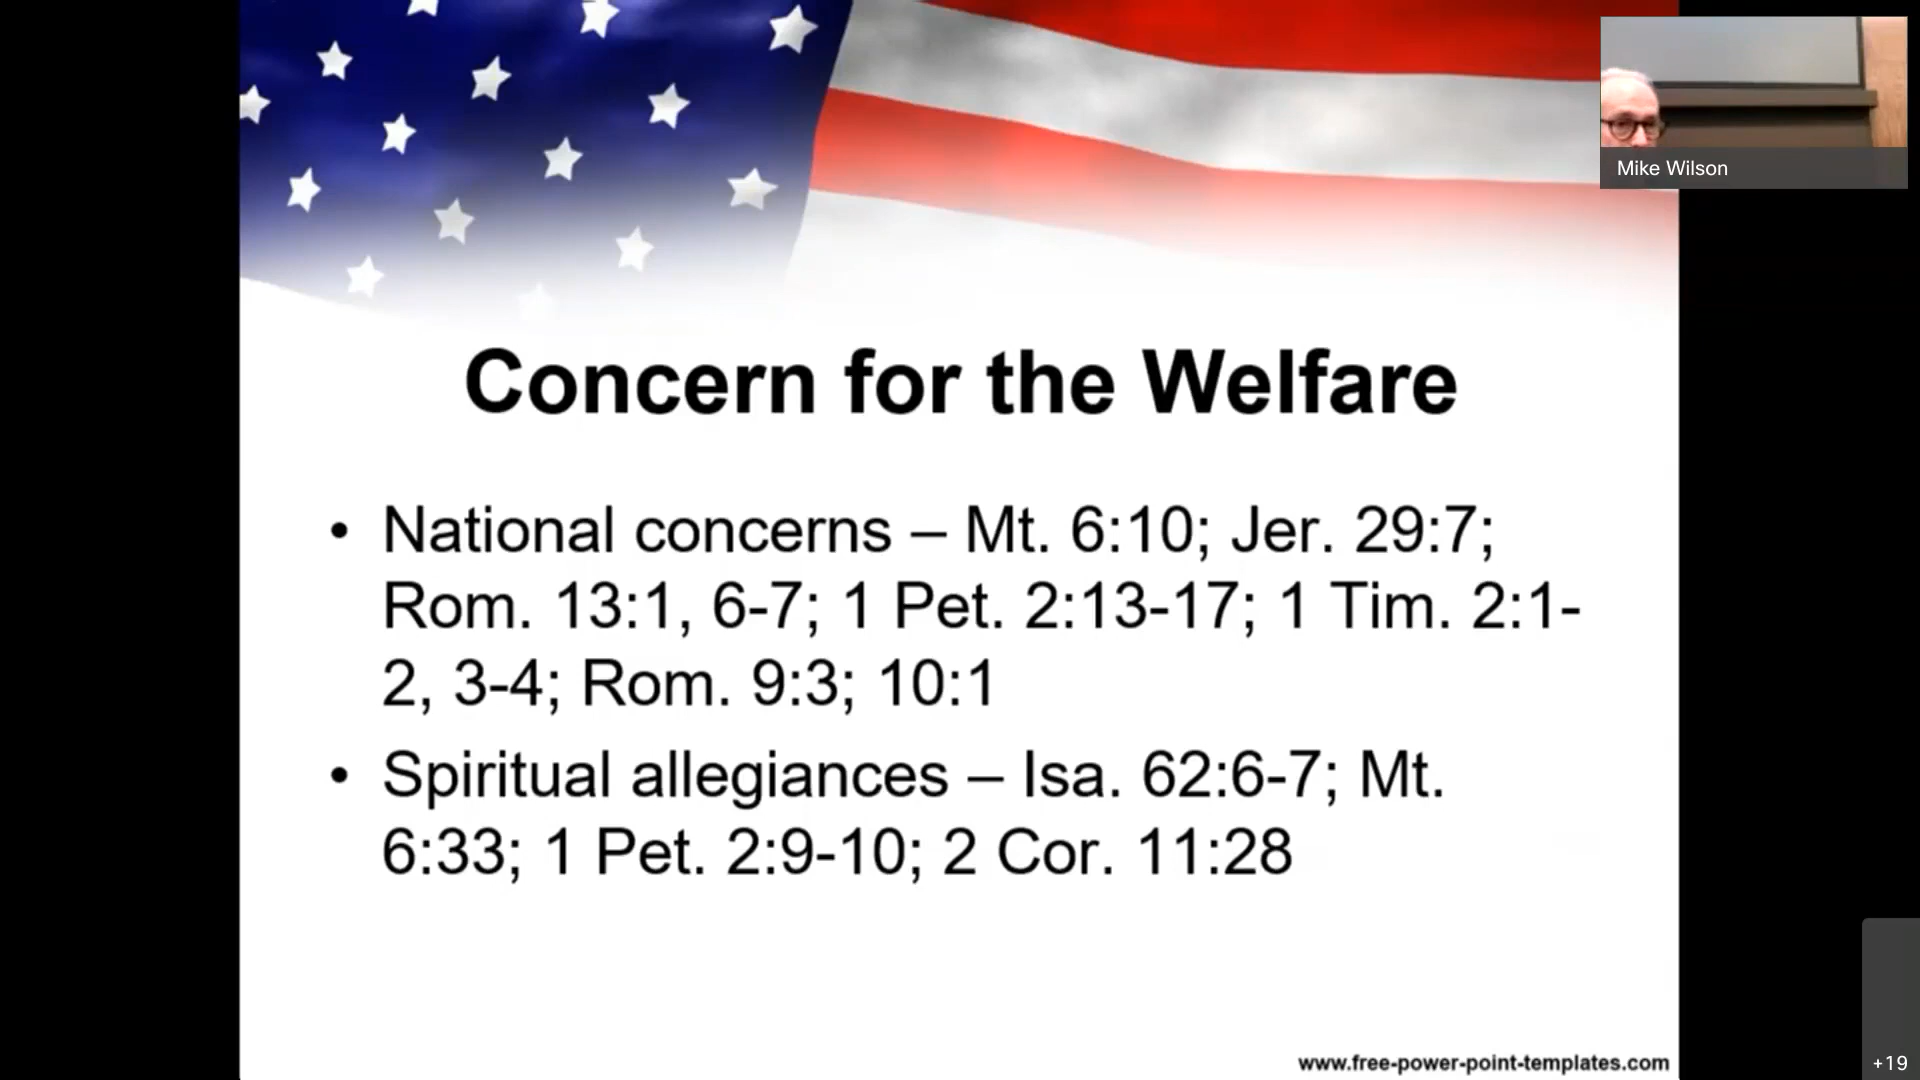 Mike Wilson
Concern for the Welfare
• National concerns – Mt. 6:10; Jer. 29:7;
Rom. 13:1, 6-7; 1 Pet. 2:13-17; 1 Tim. 2:1-
2, 3-4; Rom. 9:3; 10:1
• Spiritual allegiances – Isa. 62:6-7; Mt.
6:33; 1 Pet. 2:9-10; 2 Cor. 11:28
www.free-power-point-templates.com
+19